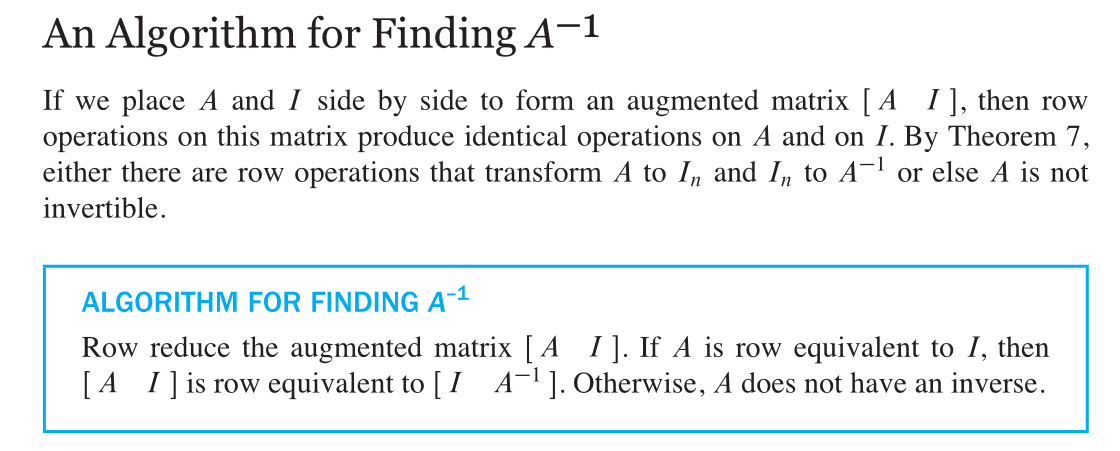 An Algorithm for Finding A⁻¹
If we place A and I side by side to form an augmented matrix [ A  I ], then row
operations on this matrix produce identical operations on A and on I. By Theorem 7,
either there are row operations that transform A to Iₙ and Iₙ to A⁻¹ or else A is not
invertible.
ALGORITHM FOR FINDING A⁻¹
Row reduce the augmented matrix [ A  I ]. If A is row equivalent to I, then
[ A  I ] is row equivalent to [ I  A⁻¹ ]. Otherwise, A does not have an inverse.